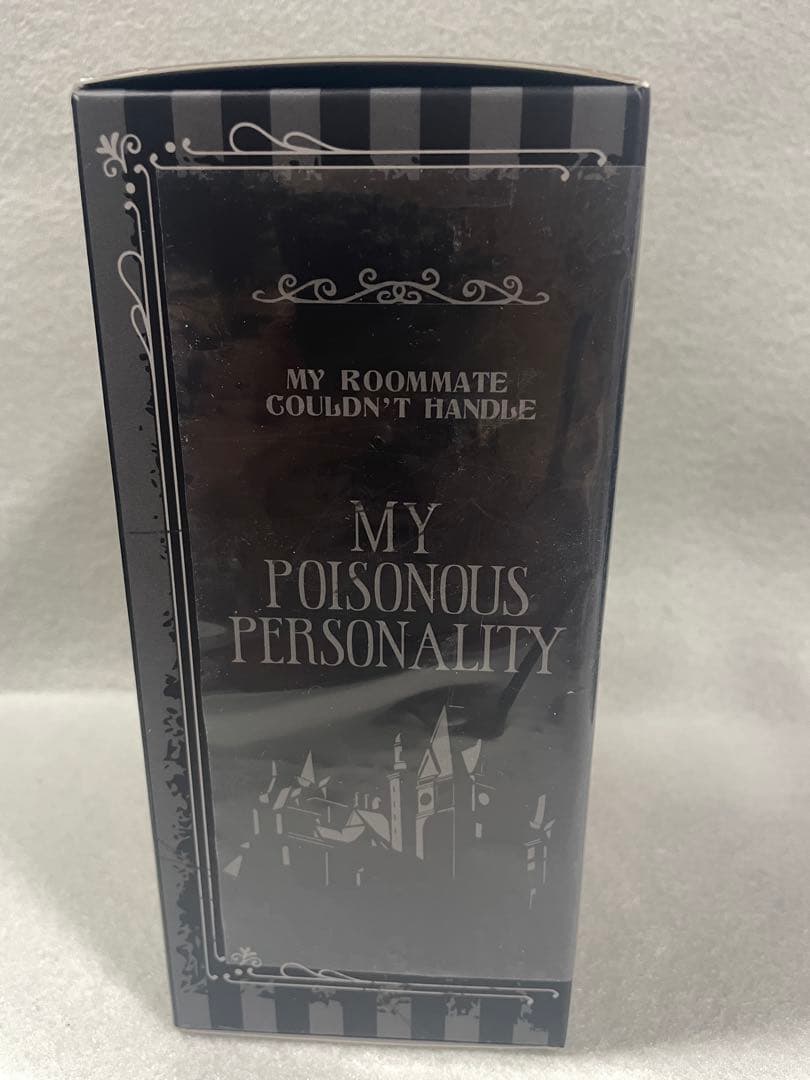 MY ROOMMATE
COULDN'T HANDLE
MY
POISONOUS
PERSONALITY